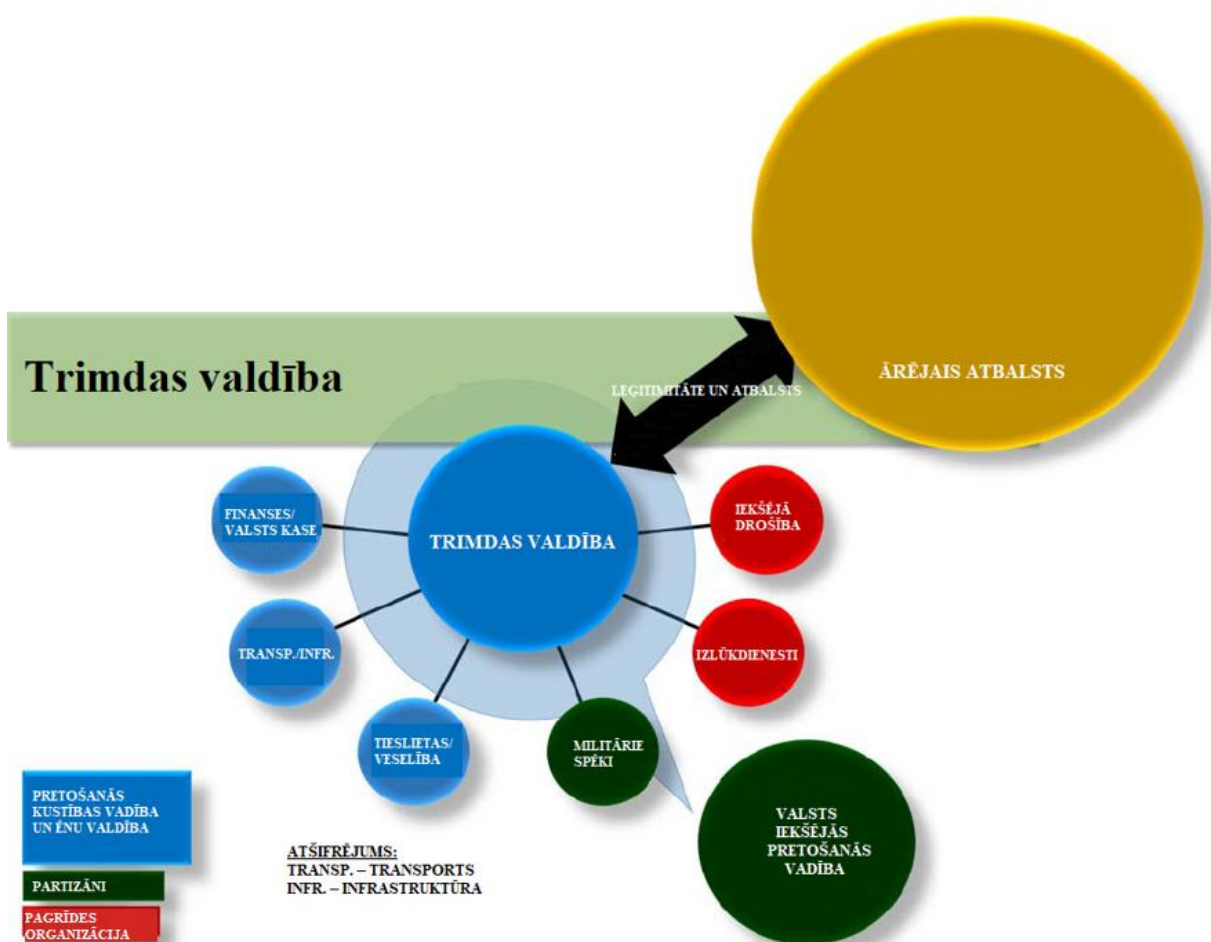 Trimdas valdība
ĀRĒJAIS ATBALSTS
LEĢITIMITĀTE UN ATBALSTS
FINANSES/
VALSTS KASE
TRIMDAS VALDĪBA
IEKŠĒJĀ
DROŠĪBA
TRANSP./INFR.
IZLŪKDIENESTI
TIESLIETAS/
VESELĪBA
MILITĀRIE
SPĒKI
VALSTS
IEKŠĒJĀS
PRETOŠANĀS
VADĪBA
PRETOŠANĀS
KUSTĪBAS VADĪBA
UN ĒNU VALDĪBA
PARTIZĀNI
PAGRĪDES
ORGANIZĀCIJA
ATŠIFRĒJUMS:
TRANSP. – TRANSPORTS
INFR. – INFRASTRUKTŪRA